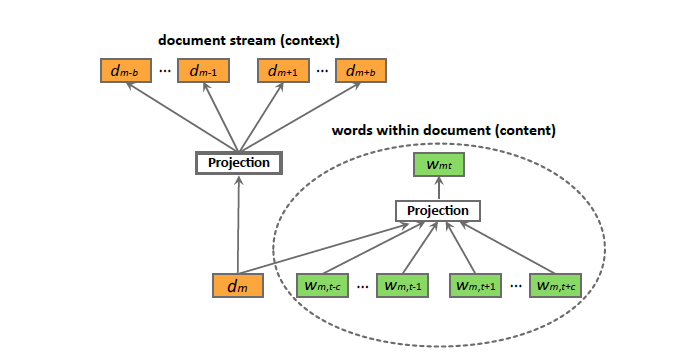 document stream (context)
dm-b ... dm-1 dm+1 ... dm+b
words within document (content)
Projection
wmt
Projection
dm wm,t-c ... wm,t-1 wm,t+1 ... wm,t+c